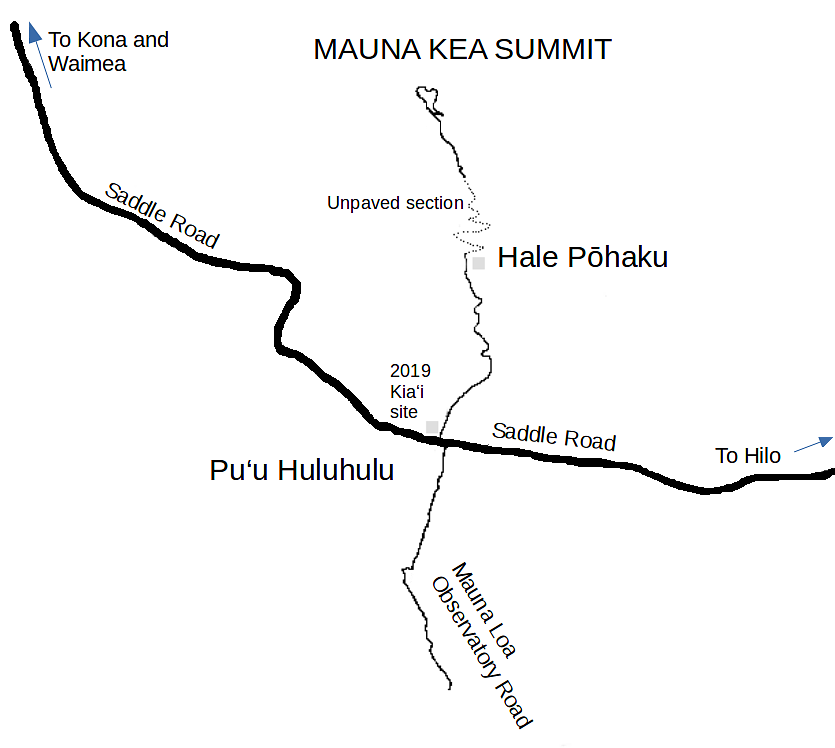 To Kona and
Waimea
MAUNA KEA SUMMIT
Saddle Road
Unpaved section
Hale Pōhaku
2019
Kiaʻi
site
Saddle Road
To Hilo
Puʻu Huluhulu
Mauna Loa
Observatory Road